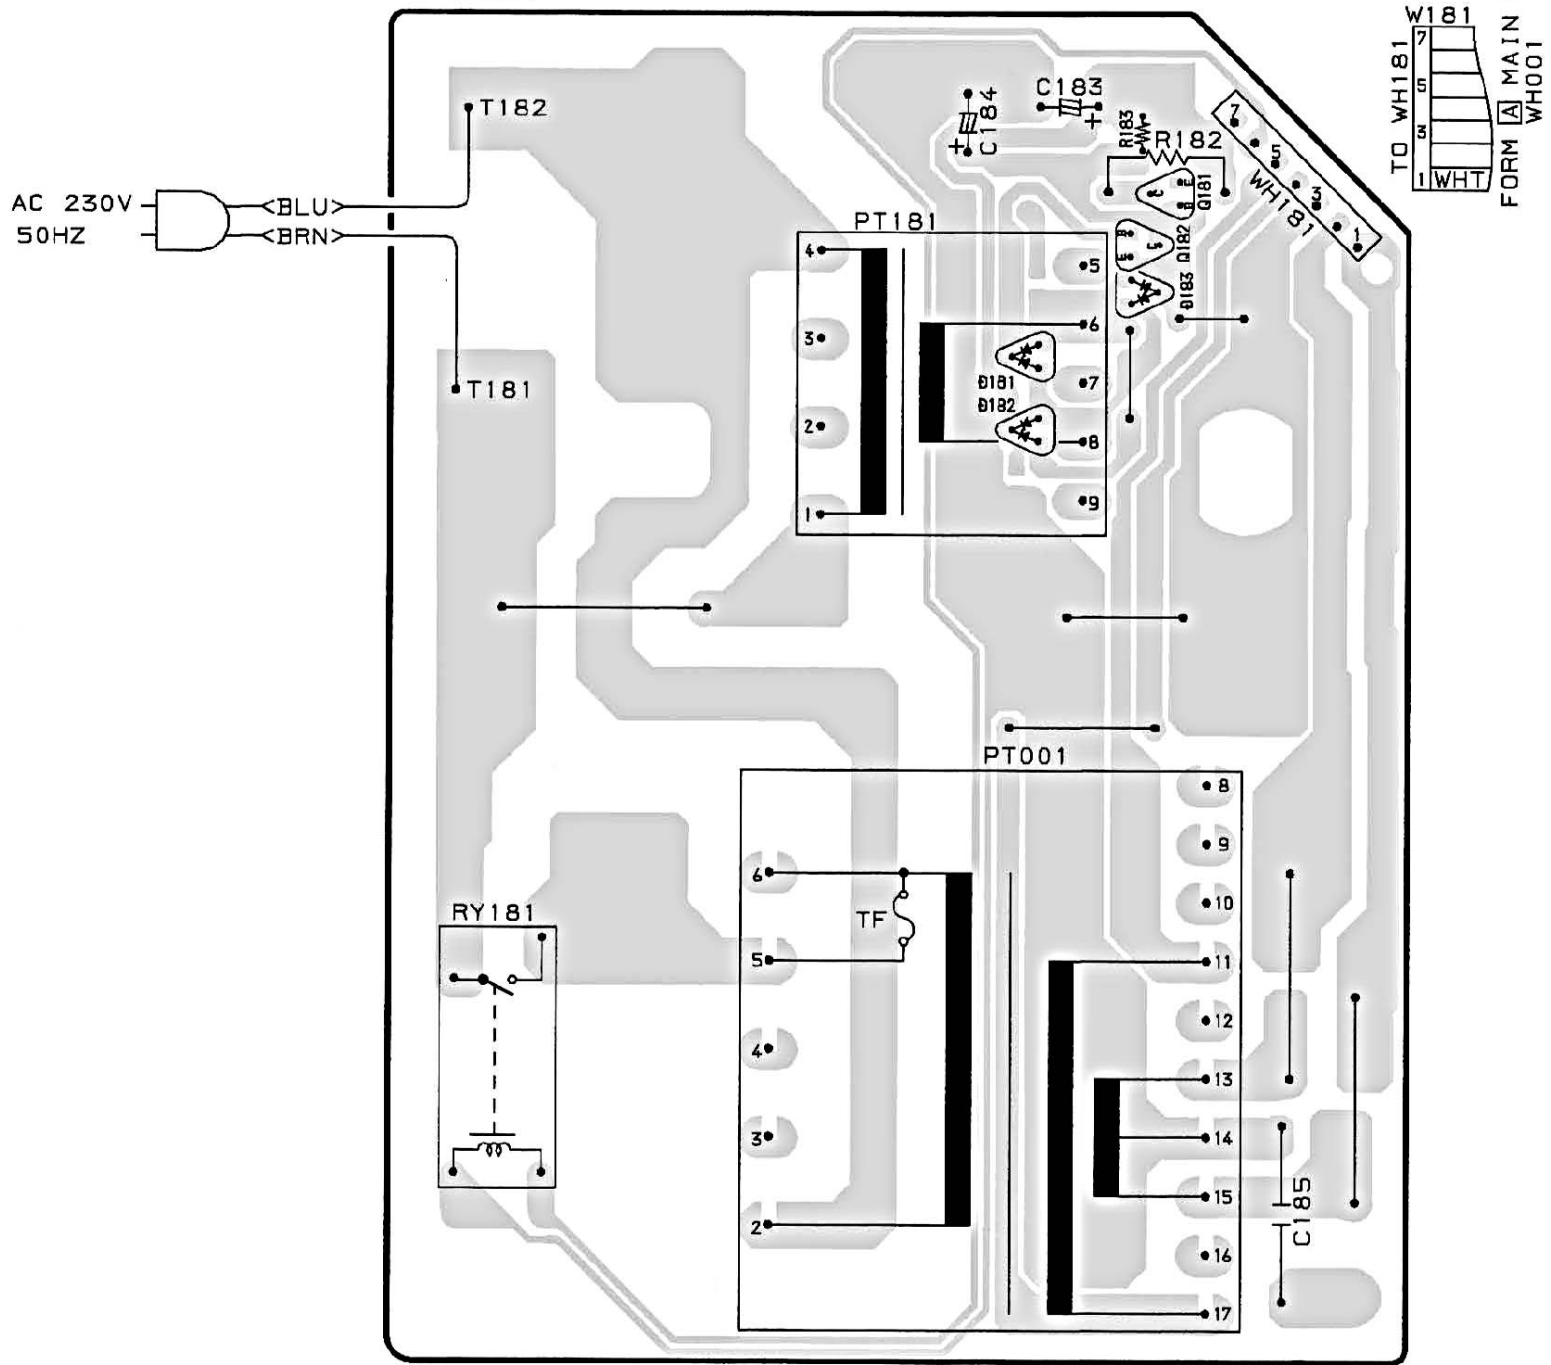 AC 230V
50HZ
<BLU>
<BRN>
T182
T181
C184
+
C183
+
R183
R182
C
E
B
Q181
B
E
C
Q182
D183
7
5
3
1
WH181
W181
7
5
3
1
WHT
TO WH181
FORM A MAIN
WH001
PT181
4
3
2
1
5
6
7
8
9
D181
D182
PT001
6
5
4
3
2
TF
8
9
10
11
12
13
14
15
16
17
RY181
C185